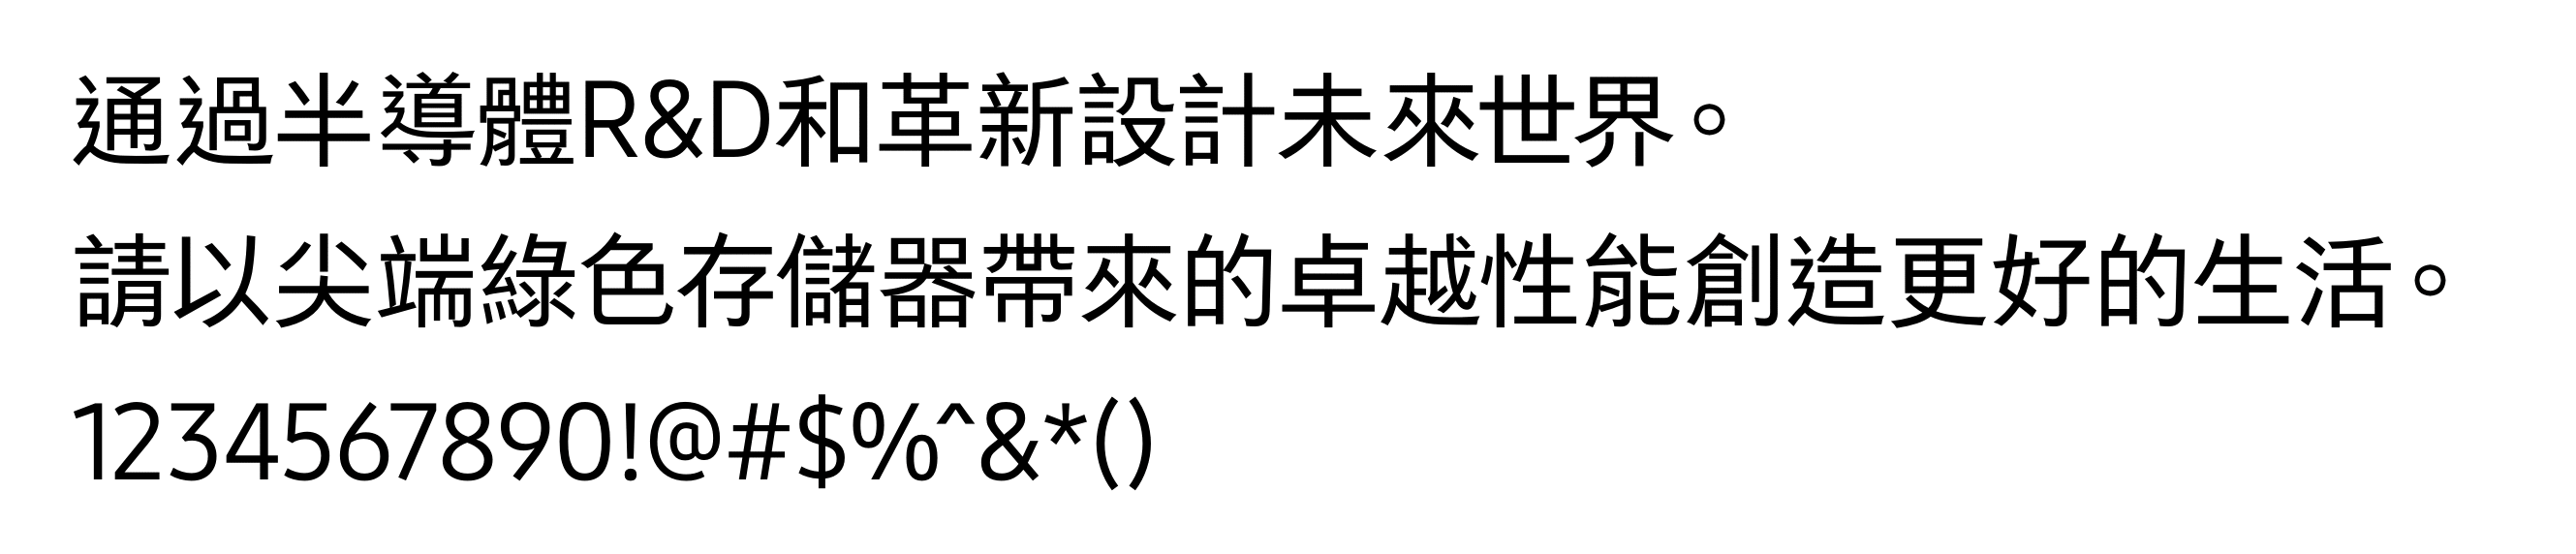 通過半導體R&D和革新設計未來世界。
請以尖端綠色存儲器帶來的卓越性能創造更好的生活。
1234567890!@#$%^&*()